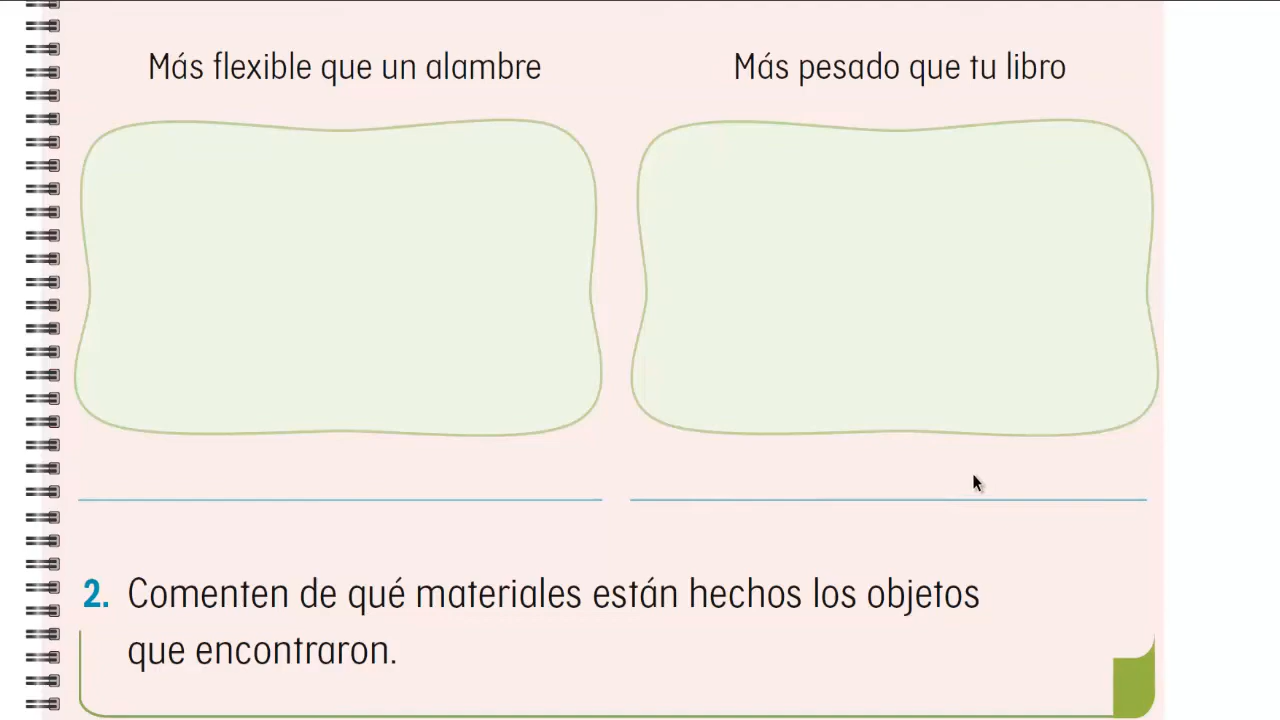 Más flexible que un alambre
Más pesado que tu libro
2. Comenten de qué materiales están hechos los objetos
que encontraron.